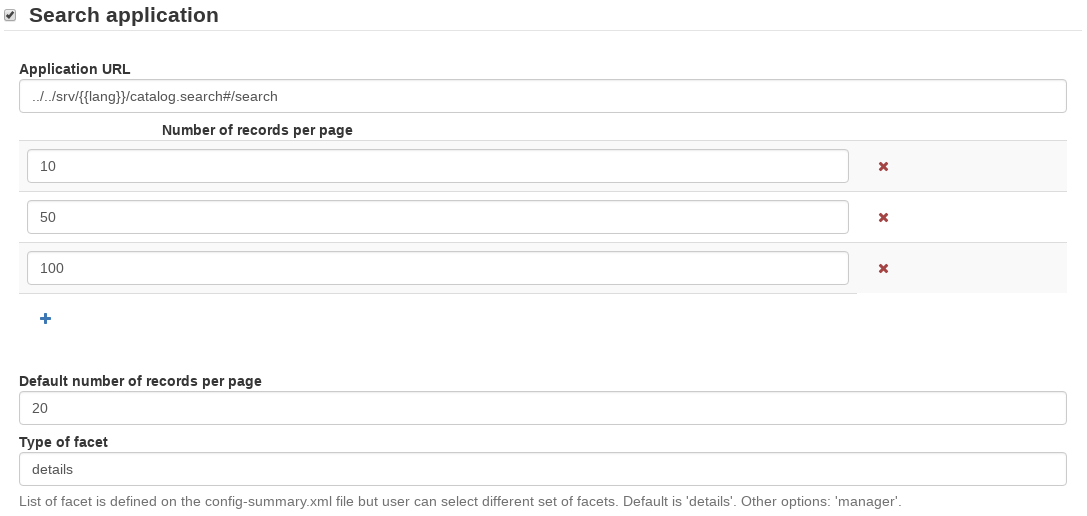 Search application
Application URL
../../srv/{{lang}}/catalog.search#/search
Number of records per page
10
50
100
Default number of records per page
20
Type of facet
details
List of facet is defined on the config-summary.xml file but user can select different set of facets. Default is 'details'. Other options: 'manager'.